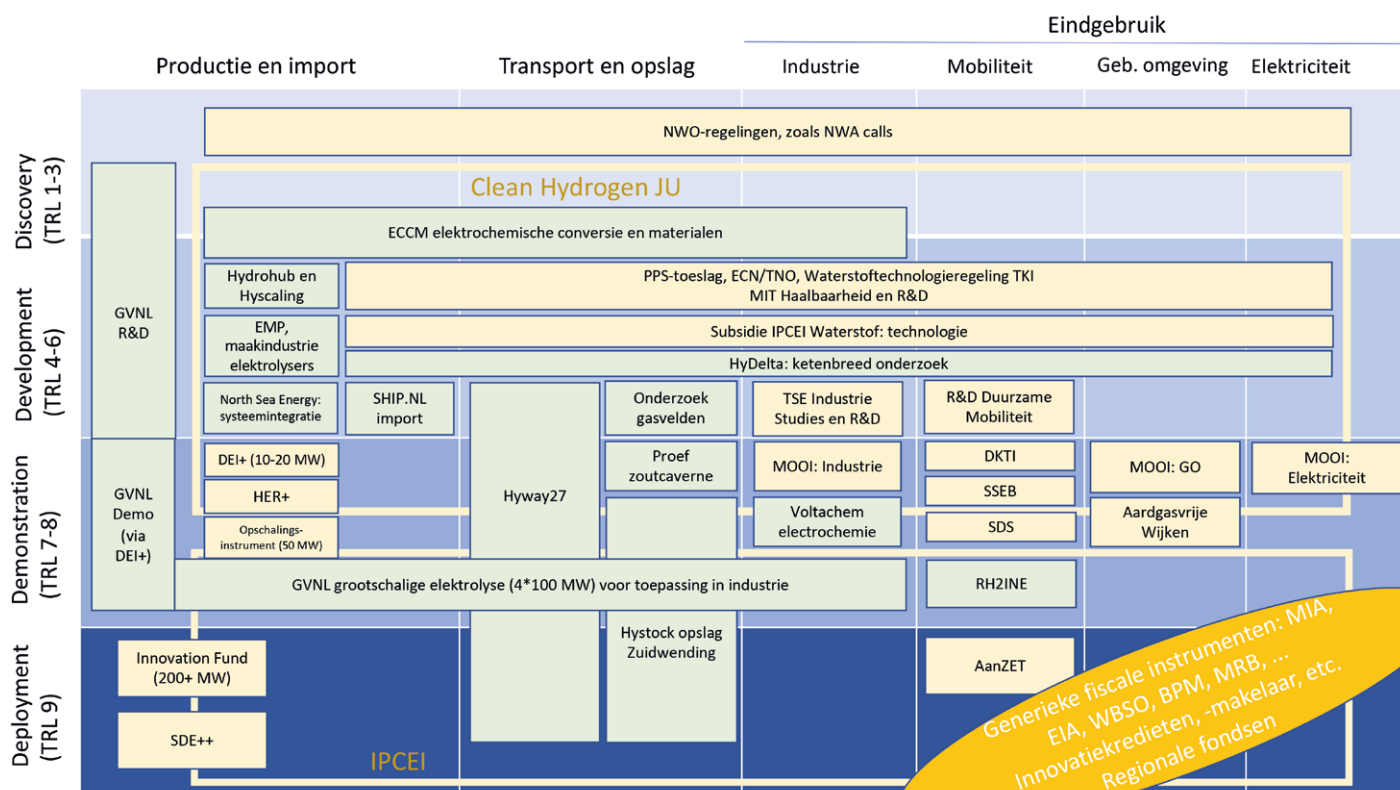 Eindgebruik
Productie en import
Transport en opslag
Industrie
Mobiliteit
Geb. omgeving
Elektriciteit
Discovery
(TRL 1-3)
NWO-regelingen, zoals NWA calls
Clean Hydrogen JU
ECCM elektrochemische conversie en materialen
GVNL
R&D
Development
(TRL 4-6)
Hydrohub en
Hyscaling
PPS-toeslag, ECN/TNO, Waterstoftechnologieregeling TKI
MIT Haalbaarheid en R&D
EMP,
maakindustrie
elektrolysers
Subsidie IPCEI Waterstof: technologie
HyDelta: ketenbreed onderzoek
North Sea Energy:
systeemintegratie
SHIP.NL
import
Onderzoek
gasvelden
TSE Industrie
Studies en R&D
R&D Duurzame
Mobiliteit
Demonstration
(TRL 7-8)
GVNL
Demo
(via
DEI+)
DEI+ (10-20 MW)
HER+
Opschalings-
instrument (50 MW)
Hyway27
Proef
zoutcaverne
MOOI: Industrie
Voltachem
electrochemie
DKTI
SSEB
SDS
MOOI: GO
Aardgasvrije
Wijken
MOOI:
Elektriciteit
GVNL grootschalige elektrolyse (4*100 MW) voor toepassing in industrie
RH2INE
Deployment
(TRL 9)
Innovation Fund
(200+ MW)
SDE++
Hystock opslag
Zuidwending
AanZET
IPCEI
Generieke fiscale instrumenten: MIA,
EIA, WBSO, BPM, MRB, ...
Innovatiekredieten, -makelaar, etc.
Regionale fondsen